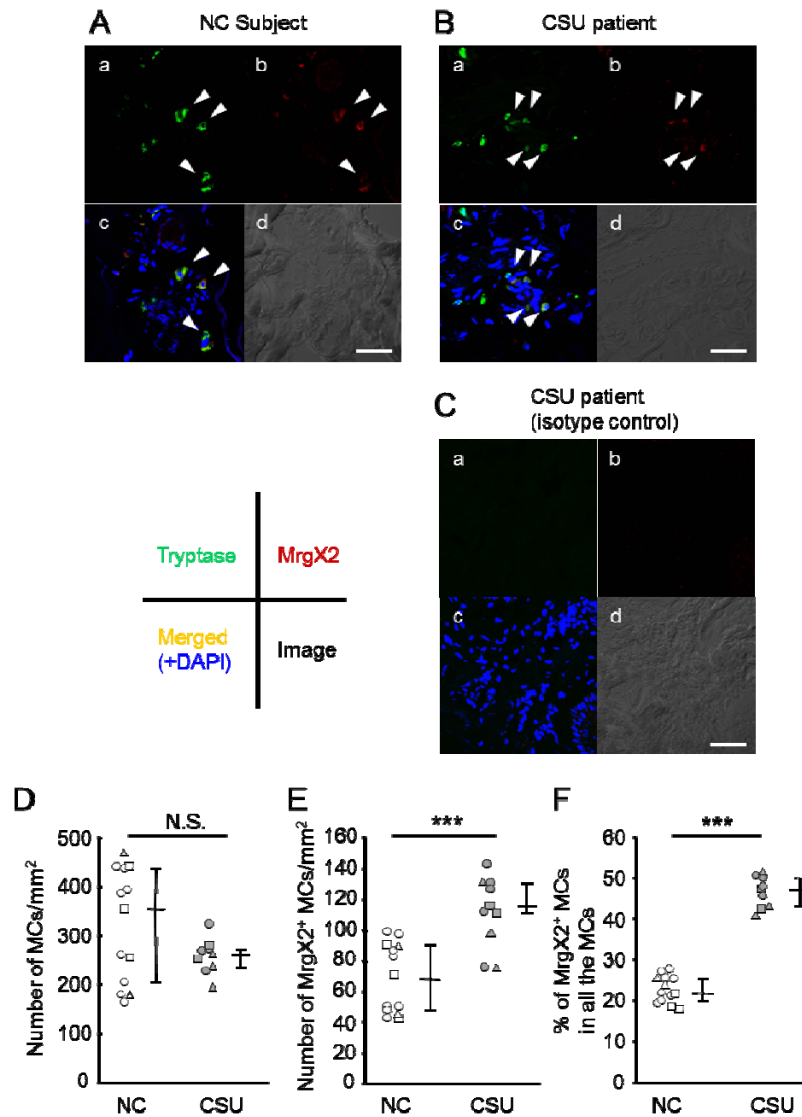 A NC Subject
a b
c d
B CSU patient
a b
c d
C CSU patient
(isotype control)
a b
c d
Tryptase MrgX2
Merged Image
(+DAPI)
D
N.S.
Number of MCs/mm²
500
400
300
200
100
0
NC CSU
E
***
Number of MrgX2⁺ MCs/mm²
160
140
120
100
80
60
40
20
0
NC CSU
F
***
% of MrgX2⁺ MCs
in all the MCs
60
50
40
30
20
10
0
NC CSU